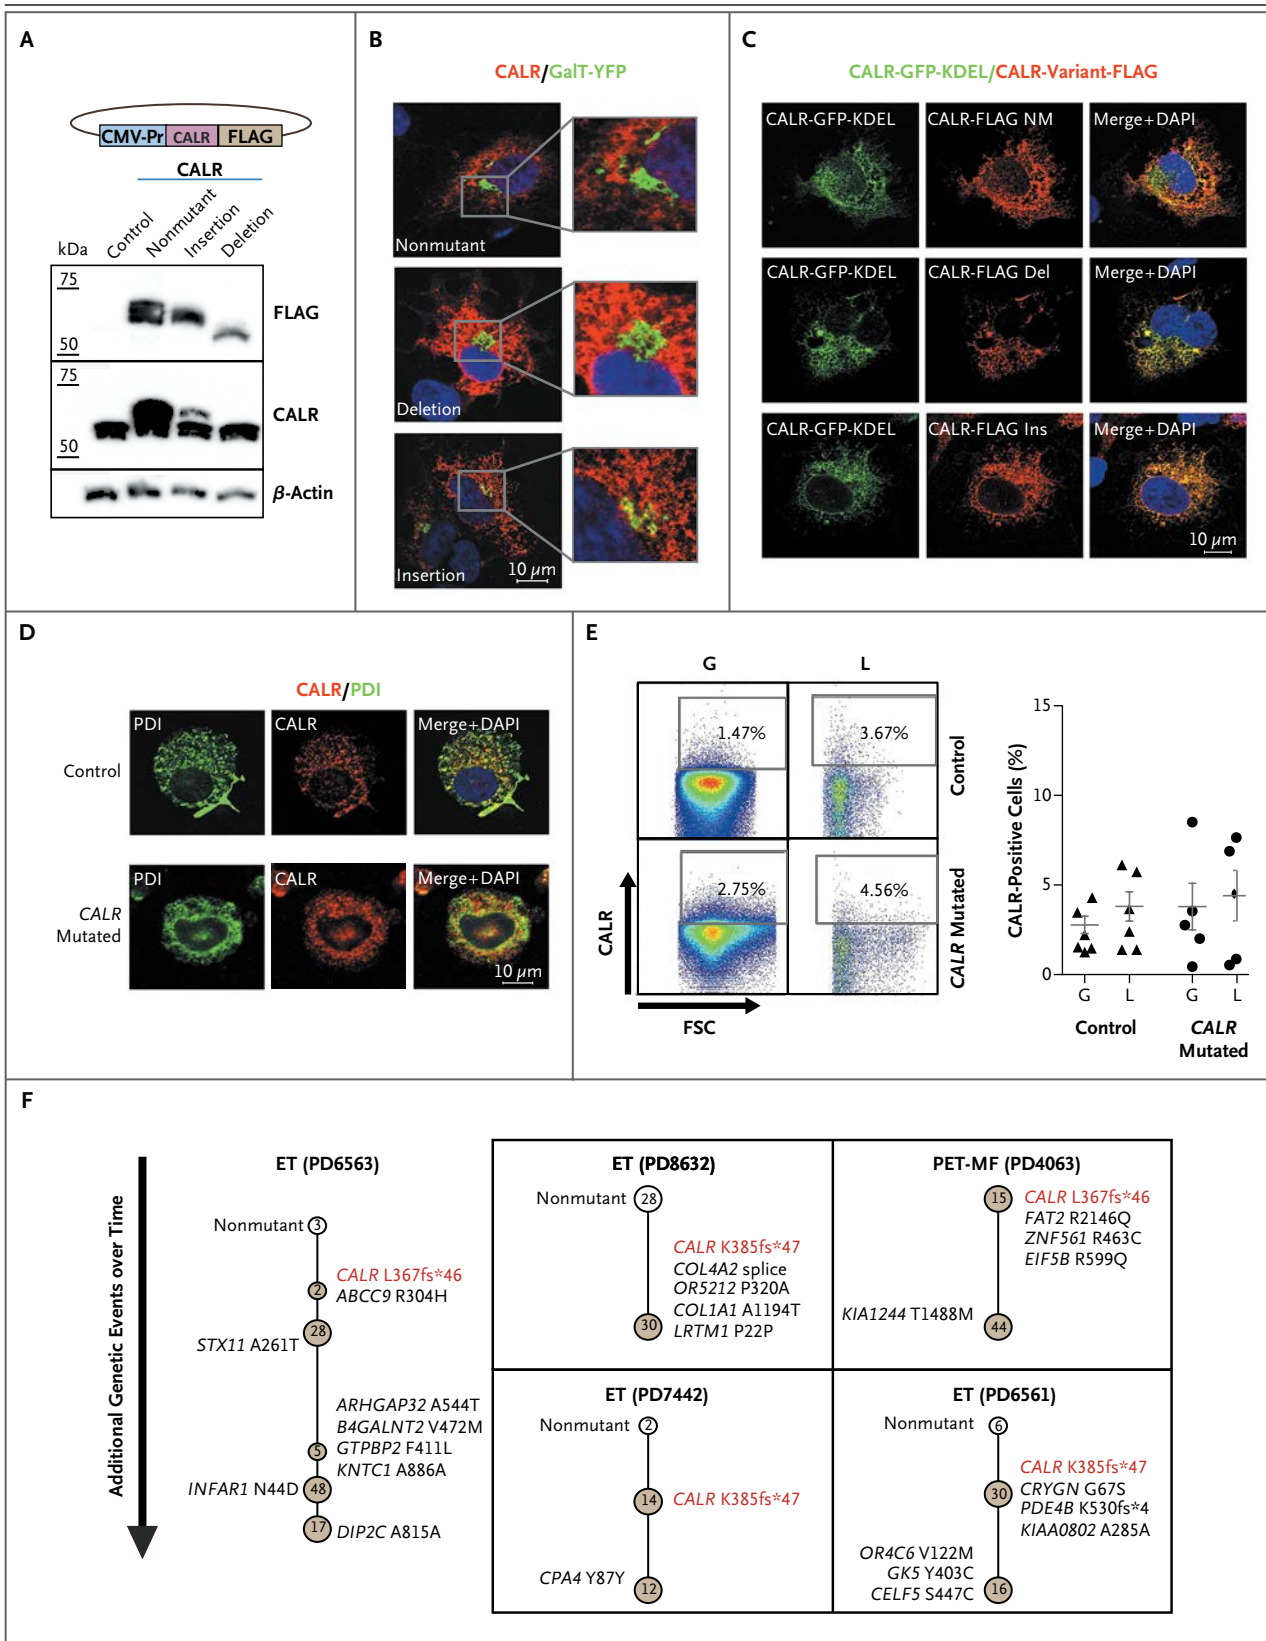 A
CMV-Pr CALR FLAG
CALR
kDa Control Nonmutant Insertion Deletion
75
50
FLAG
75
50
CALR
β-Actin
B
CALR/GalT-YFP
Nonmutant
Deletion
Insertion
10 µm
C
CALR-GFP-KDEL/CALR-Variant-FLAG
CALR-GFP-KDEL CALR-FLAG NM Merge+DAPI
CALR-GFP-KDEL CALR-FLAG Del Merge+DAPI
CALR-GFP-KDEL CALR-FLAG Ins Merge+DAPI
10 µm
D
CALR/PDI
Control
PDI CALR Merge+DAPI
CALR
Mutated
PDI CALR Merge+DAPI
10 µm
E
G L
1.47% 3.67%
Control
2.75% 4.56%
CALR Mutated
CALR
FSC
CALR-Positive Cells (%)
15
10
5
0
G L G L
Control CALR
Mutated
F
Additional Genetic Events over Time
ET (PD6563)
Nonmutant 3
2
CALR L367fs*46
ABCC9 R304H
28
STX11 A261T
ARHGAP32 A544T
B4GALNT2 V472M
5 GTPBP2 F411L
KNTC1 A886A
INFAR1 N44D 48
17 DIP2C A815A
ET (PD8632)
Nonmutant 28
CALR K385fs*47
COL4A2 splice
OR5212 P320A
COL1A1 A1194T
30 LRTM1 P22P
PET-MF (PD4063)
15 CALR L367fs*46
FAT2 R2146Q
ZNF561 R463C
EIF5B R599Q
KIA1244 T1488M 44
ET (PD7442)
Nonmutant 2
14 CALR K385fs*47
CPA4 Y87Y 12
ET (PD6561)
Nonmutant 6
CALR K385fs*47
30 CRYGN G67S
PDE4B K530fs*4
KIAA0802 A285A
OR4C6 V122M
GK5 Y403C
CELF5 S447C 16